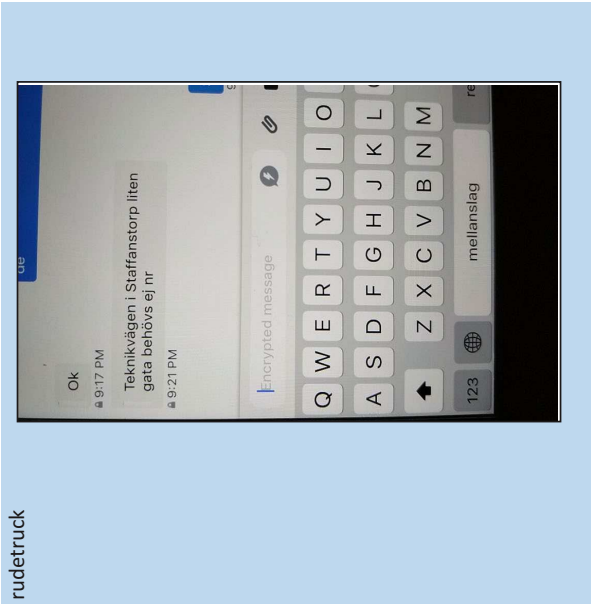 rudetruck
de
Ok
9:17 PM
Teknikvägen i Staffanstorp liten
gata behövs ej nr
9:21 PM
Encrypted message
Q W E R T Y U I O
A S D F G H J K L
Z X C V B N M
123 mellanslag re